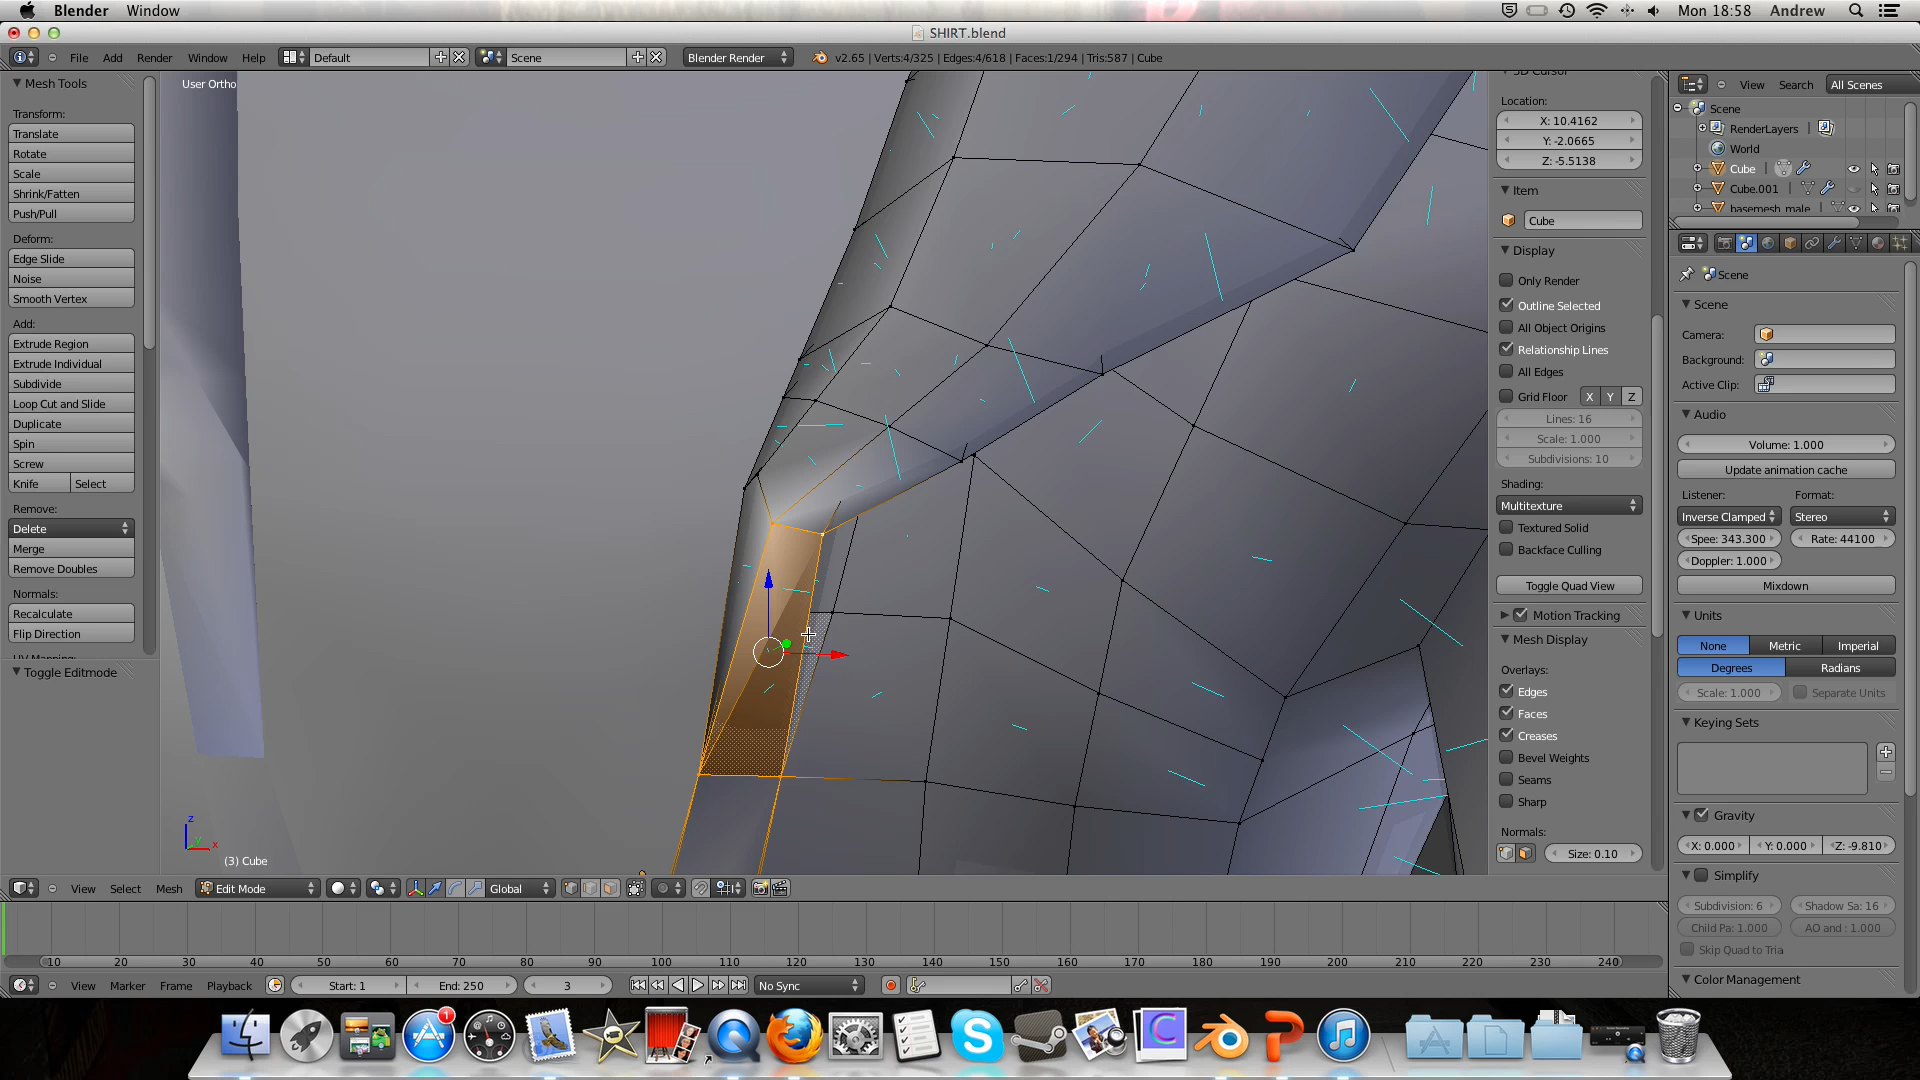 Blender Window
Mon 18:58 Andrew
SHIRT.blend
File Add Render Window Help Default Scene Blender Render v2.65 | Verts:4/325 | Edges:4/618 | Faces:1/294 | Tris:587 | Cube
Mesh Tools
Transform:
Translate
Rotate
Scale
Shrink/Fatten
Push/Pull
Deform:
Edge Slide
Noise
Smooth Vertex
Add:
Extrude Region
Extrude Individual
Subdivide
Loop Cut and Slide
Duplicate
Spin
Screw
Knife Select
Remove:
Delete
Merge
Remove Doubles
Normals:
Recalculate
Flip Direction
Toggle Editmode
User Ortho
z
x
(3) Cube
3D Cursor
Location:
X: 10.4162
Y: -2.0665
Z: -5.5138
Item
Cube
Display
Only Render
Outline Selected
All Object Origins
Relationship Lines
All Edges
Grid Floor X Y Z
Lines: 16
Scale: 1.000
Subdivisions: 10
Shading:
Multitexture
Textured Solid
Backface Culling
Toggle Quad View
Motion Tracking
Mesh Display
Overlays:
Edges
Faces
Creases
Bevel Weights
Seams
Sharp
Normals:
Size: 0.10
View Search All Scenes
Scene
RenderLayers
World
Cube
Cube.001
basemesh_male
Scene
Scene
Camera:
Background:
Active Clip:
Audio
Volume: 1.000
Update animation cache
Listener: Format:
Inverse Clamped Stereo
Spee: 343.300 Rate: 44100
Doppler: 1.000
Mixdown
Units
None Metric Imperial
Degrees Radians
Scale: 1.000 Separate Units
Keying Sets
Gravity
X: 0.000 Y: 0.000 Z: -9.810
Simplify
Subdivision: 6 Shadow Sa: 16
Child Pa: 1.000 AO and : 1.000
Skip Quad to Tria
Color Management
View Select Mesh Edit Mode Global
10 20 30 40 50 60 70 80 90 100 110 120 130 140 150 160 170 180 190 200 210 220 230 240
View Marker Frame Playback Start: 1 End: 250 3 No Sync
1